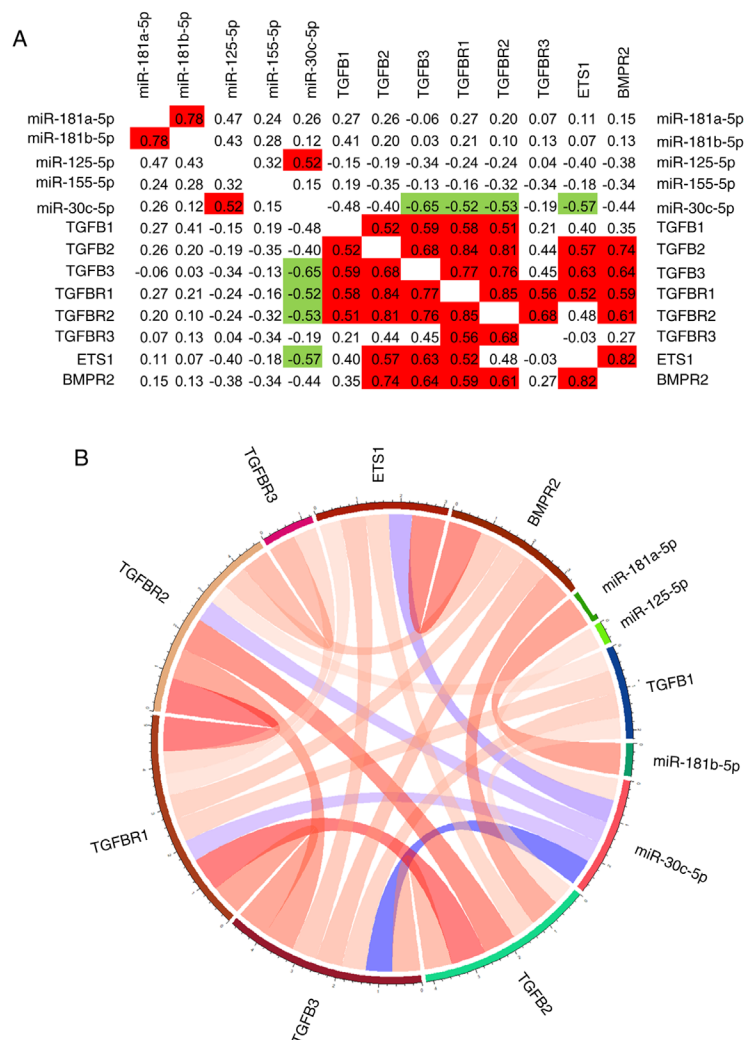 A
miR-181a-5p miR-181b-5p miR-125-5p miR-155-5p miR-30c-5p TGFB1 TGFB2 TGFB3 TGFBR1 TGFBR2 TGFBR3 ETS1 BMPR2
miR-181a-5p 0.78 0.47 0.24 0.26 0.27 0.26 -0.06 0.27 0.20 0.07 0.11 0.15 miR-181a-5p
miR-181b-5p 0.78 0.43 0.28 0.12 0.41 0.20 0.03 0.21 0.10 0.13 0.07 0.13 miR-181b-5p
miR-125-5p 0.47 0.43 0.32 0.52 -0.15 -0.19 -0.34 -0.24 -0.24 0.04 -0.40 -0.38 miR-125-5p
miR-155-5p 0.24 0.28 0.32 0.15 0.19 -0.35 -0.13 -0.16 -0.32 -0.34 -0.18 -0.34 miR-155-5p
miR-30c-5p 0.26 0.12 0.52 0.15 -0.48 -0.40 -0.65 -0.52 -0.53 -0.19 -0.57 -0.44 miR-30c-5p
TGFB1 0.27 0.41 -0.15 0.19 -0.48 0.52 0.59 0.58 0.51 0.21 0.40 0.35 TGFB1
TGFB2 0.26 0.20 -0.19 -0.35 -0.40 0.52 0.68 0.84 0.81 0.44 0.57 0.74 TGFB2
TGFB3 -0.06 0.03 -0.34 -0.13 -0.65 0.59 0.68 0.77 0.76 0.45 0.63 0.64 TGFB3
TGFBR1 0.27 0.21 -0.24 -0.16 -0.52 0.58 0.84 0.77 0.85 0.56 0.52 0.59 TGFBR1
TGFBR2 0.20 0.10 -0.24 -0.32 -0.53 0.51 0.81 0.76 0.85 0.68 0.48 0.61 TGFBR2
TGFBR3 0.07 0.13 0.04 -0.34 -0.19 0.21 0.44 0.45 0.56 0.68 -0.03 0.27 TGFBR3
ETS1 0.11 0.07 -0.40 -0.18 -0.57 0.40 0.57 0.63 0.52 0.48 -0.03 0.82 ETS1
BMPR2 0.15 0.13 -0.38 -0.34 -0.44 0.35 0.74 0.64 0.59 0.61 0.27 0.82 BMPR2
B
ETS1
TGFBR3
BMPR2
miR-181a-5p
TGFBR2
miR-125-5p
TGFB1
miR-181b-5p
TGFBR1
miR-30c-5p
TGFB2
TGFB3